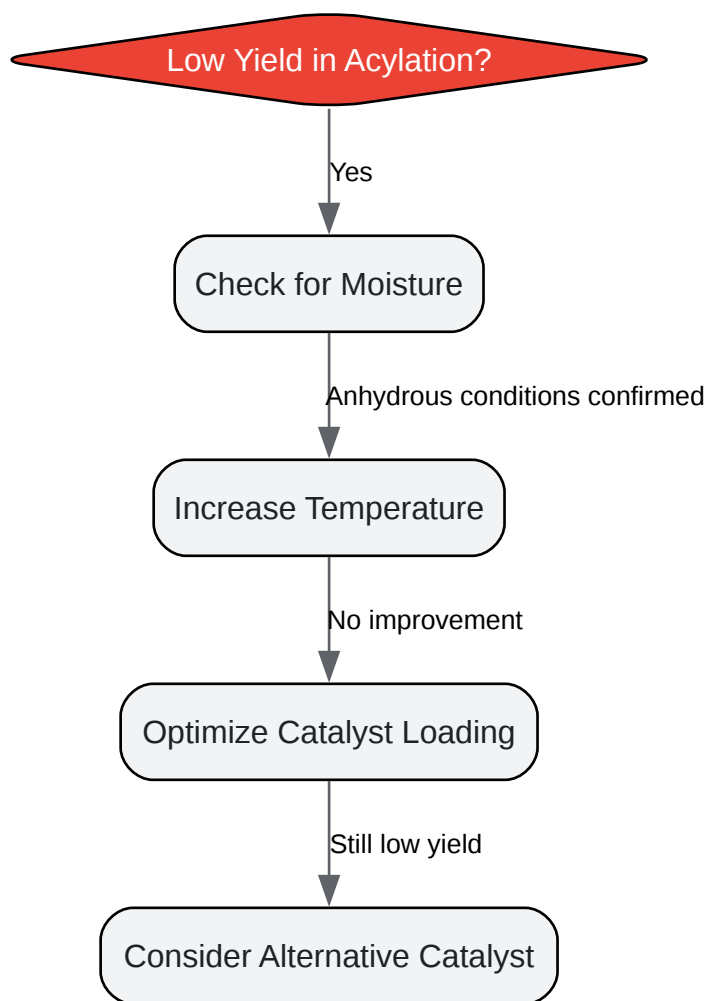 Low Yield in Acylation?
Yes
Check for Moisture
Anhydrous conditions confirmed
Increase Temperature
No improvement
Optimize Catalyst Loading
Still low yield
Consider Alternative Catalyst